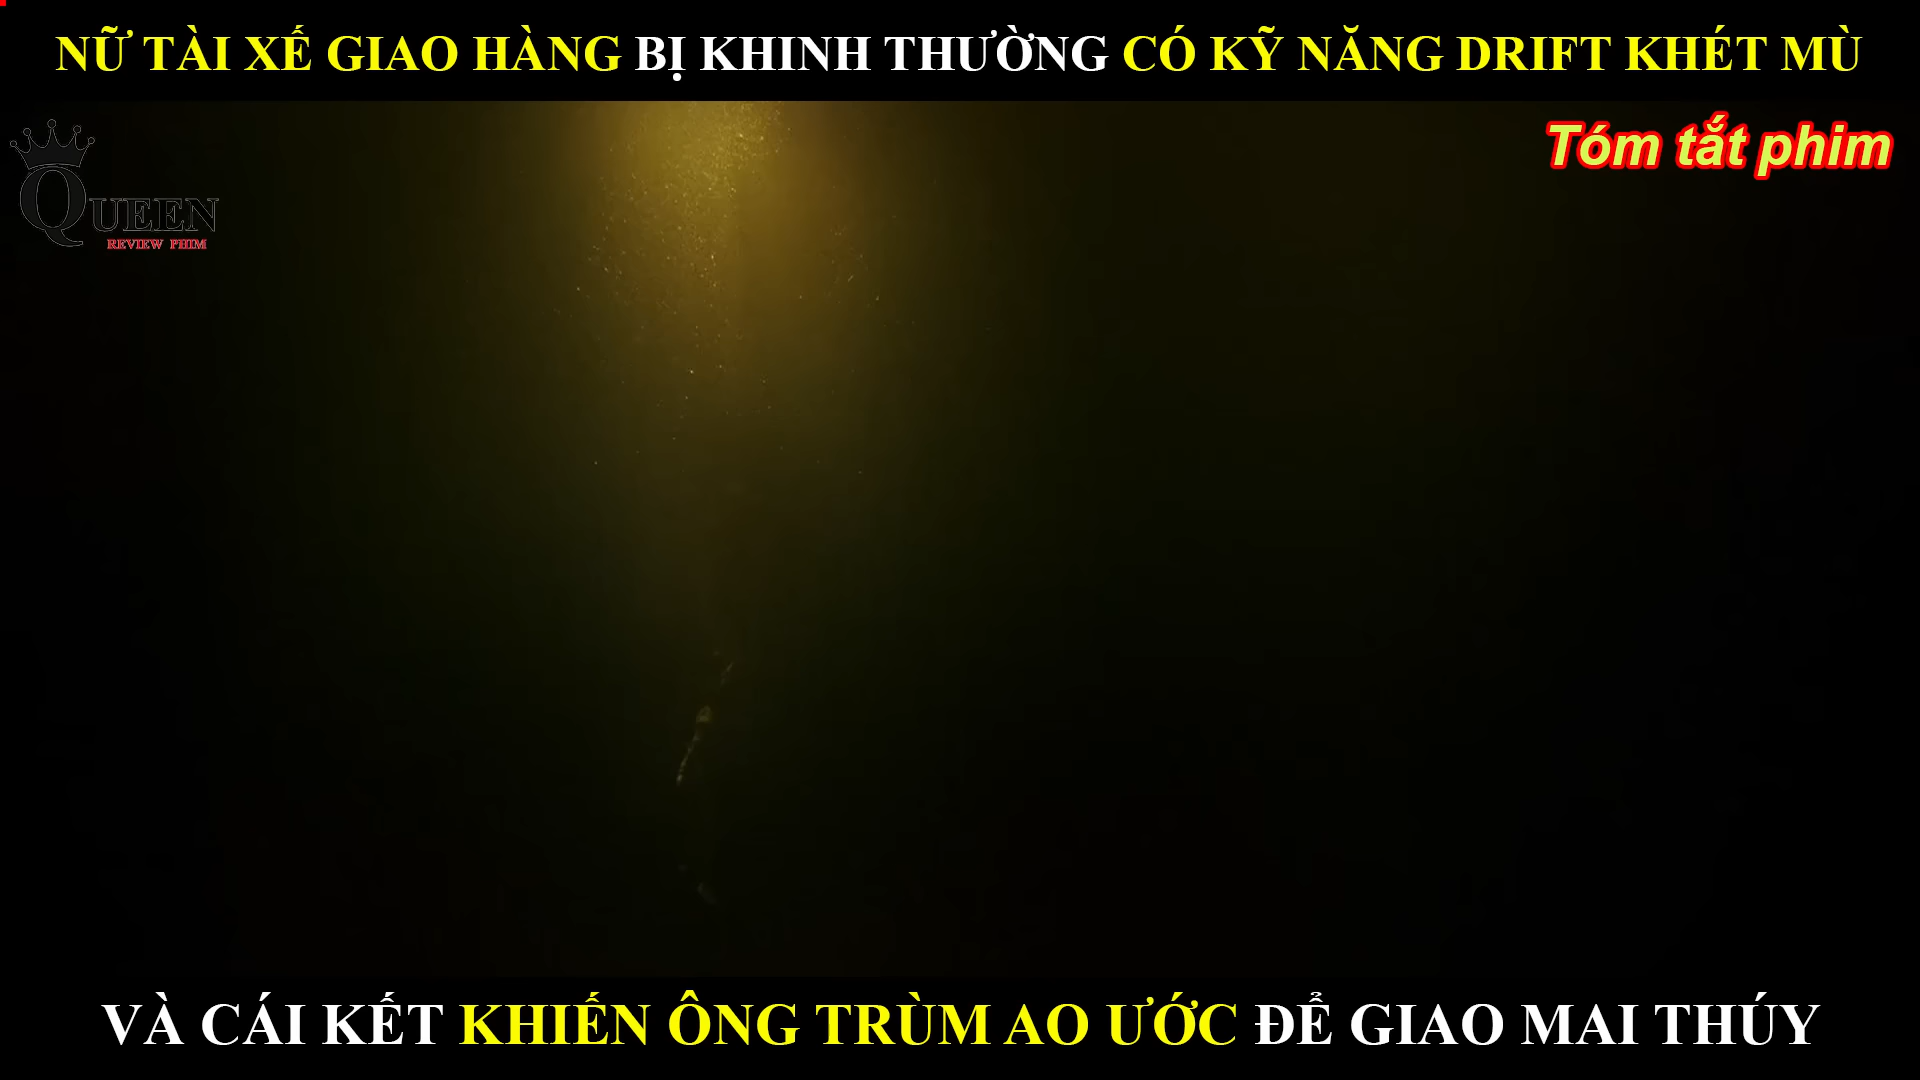 NỮ TÀI XẾ GIAO HÀNG BỊ KHINH THƯỜNG CÓ KỸ NĂNG DRIFT KHÉT MÙ
Tóm tắt phim
QUEEN
REVIEW PHIM
VÀ CÁI KẾT KHIẾN ÔNG TRÙM AO ƯỚC ĐỂ GIAO MAI THÚY